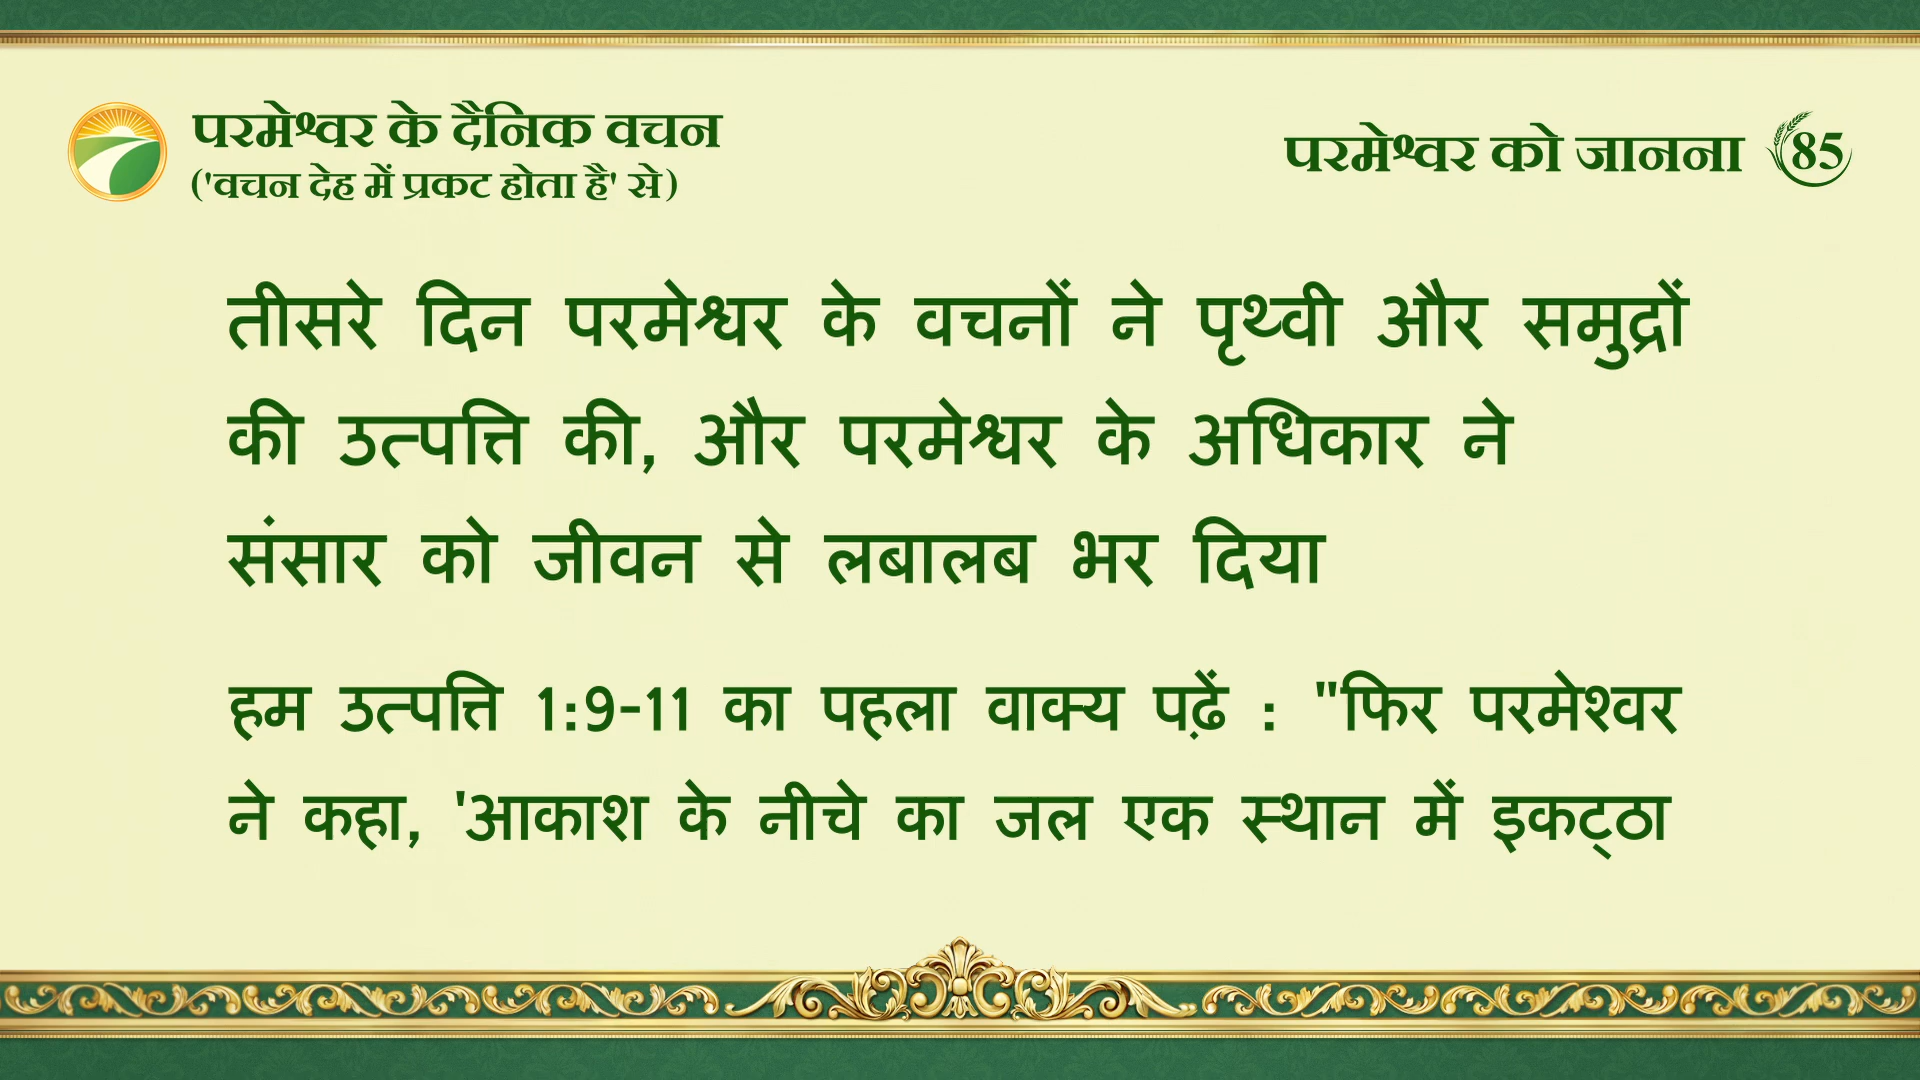 परमेश्वर के दैनिक वचन
('वचन देह में प्रकट होता है' से)
परमेश्वर को जानना 85
तीसरे दिन परमेश्वर के वचनों ने पृथ्वी और समुद्रों
की उत्पत्ति की, और परमेश्वर के अधिकार ने
संसार को जीवन से लबालब भर दिया
हम उत्पत्ति 1:9-11 का पहला वाक्य पढ़ें : "फिर परमेश्वर
ने कहा, 'आकाश के नीचे का जल एक स्थान में इकट्‌ठा